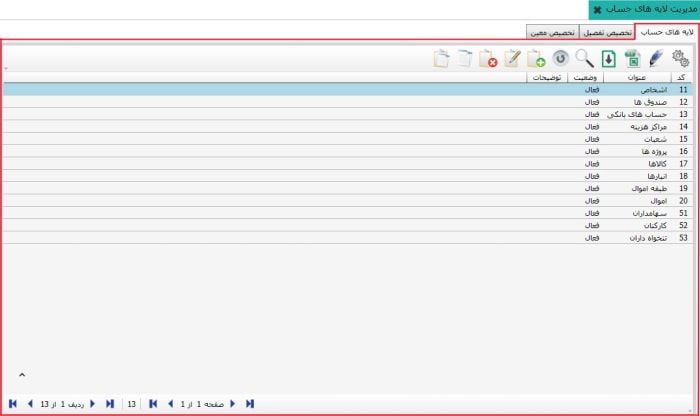 مدیریت لایه های حساب
لایه های حساب تخصیص تفصیل تخصیص معین
کد عنوان وضعیت توضیحات
11 اشخاص فعال
12 صندوق ها فعال
13 حساب های بانکی فعال
14 مراکز هزینه فعال
15 شعبات فعال
16 پروژه ها فعال
17 کالاها فعال
18 انبارها فعال
19 طبقه اموال فعال
20 اموال فعال
51 سهامداران فعال
52 کارکنان فعال
53 تنخواه داران فعال
صفحه 1 از 1 13 ردیف 1 از 13